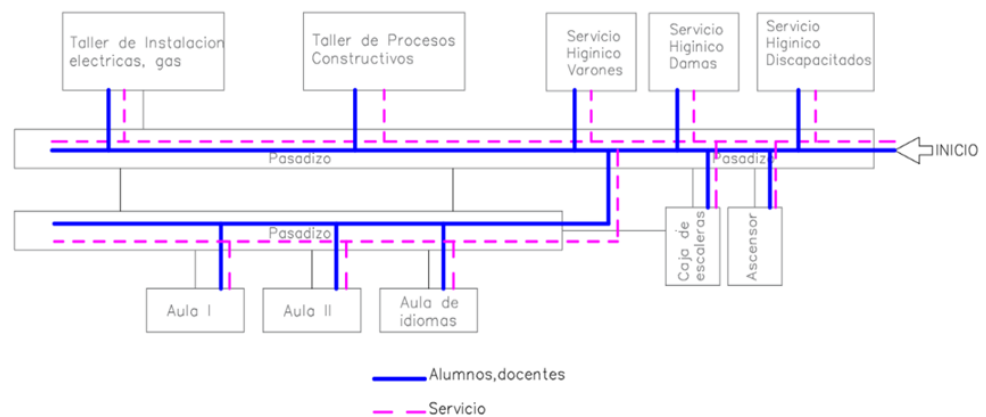 Taller de Instalacion
electricas, gas
Taller de Procesos
Constructivos
Servicio
Higinico
Varones
Servicio
Higinico
Damas
Servicio
Higinico
Discapacitados
Pasadizo
Pasadizo
INICIO
Pasadizo
Caja de
escaleras
Ascensor
Aula I
Aula II
Aula de
idiomas
Alumnos,docentes
Servicio